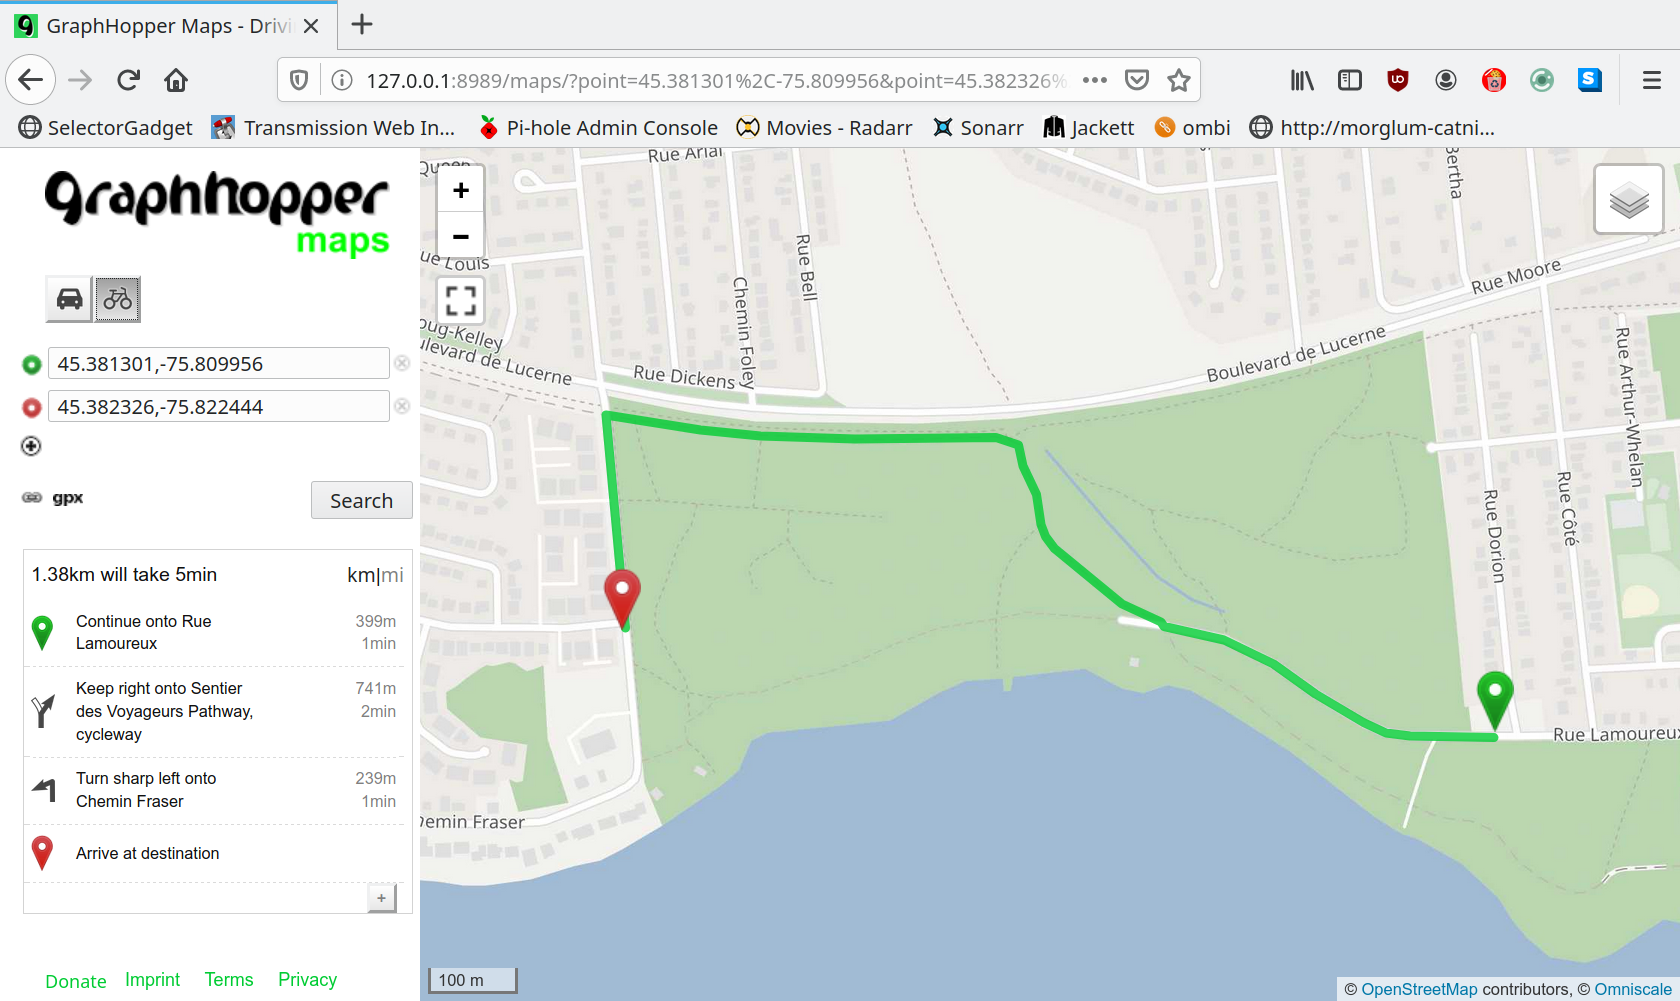 GraphHopper Maps - Drivi
127.0.0.1:8989/maps/?point=45.381301%2C-75.809956&point=45.382326%
SelectorGadget
Transmission Web In...
Pi-hole Admin Console
Movies - Radarr
Sonarr
Jackett
ombi
http://morglum-catni...
graphhopper
maps
45.381301,-75.809956
45.382326,-75.822444
gpx
Search
1.38km will take 5min
km|mi
Continue onto Rue
Lamoureux
399m
1min
Keep right onto Sentier
des Voyageurs Pathway,
cycleway
741m
2min
Turn sharp left onto
Chemin Fraser
239m
1min
Arrive at destination
+
Donate
Imprint
Terms
Privacy
+
−
Queen
Rue Arial
ue Louis
Rue Bell
Chemin Foley
oug-Kelley
ulevard de Lucerne
Rue Dickens
Boulevard de Lucerne
Rue Moore
Bertha
Rue Arthur-Whelan
Rue Côté
Rue Dorion
Rue Lamoureux
hemin Fraser
100 m
© OpenStreetMap contributors, © Omniscale